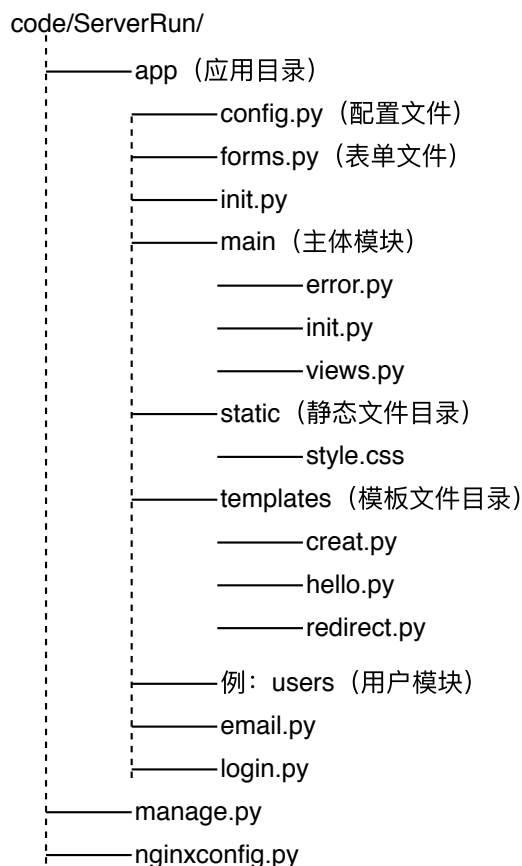 code/ServerRun/
app（应用目录）
config.py（配置文件）
forms.py（表单文件）
init.py
main（主体模块）
error.py
init.py
views.py
static（静态文件目录）
style.css
templates（模板文件目录）
creat.py
hello.py
redirect.py
例：users（用户模块）
email.py
login.py
manage.py
nginxconfig.py